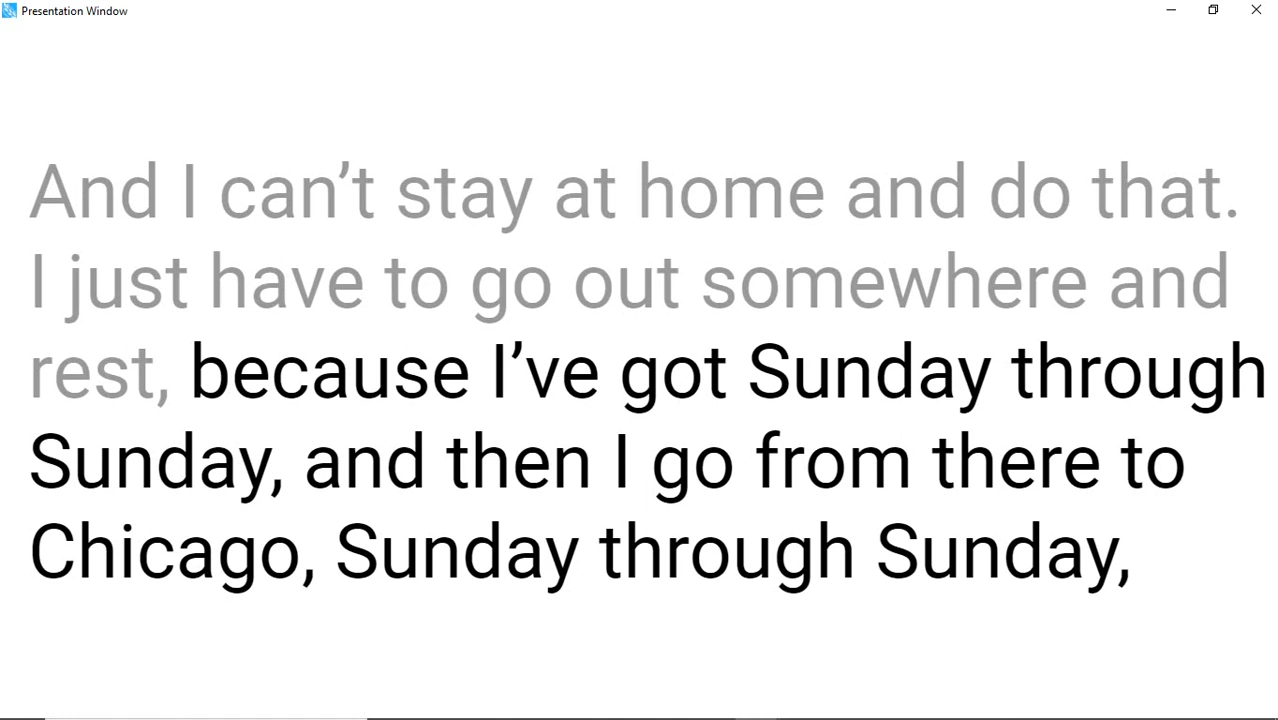 Presentation Window
And I can’t stay at home and do that.
I just have to go out somewhere and
rest, because I’ve got Sunday through
Sunday, and then I go from there to
Chicago, Sunday through Sunday,